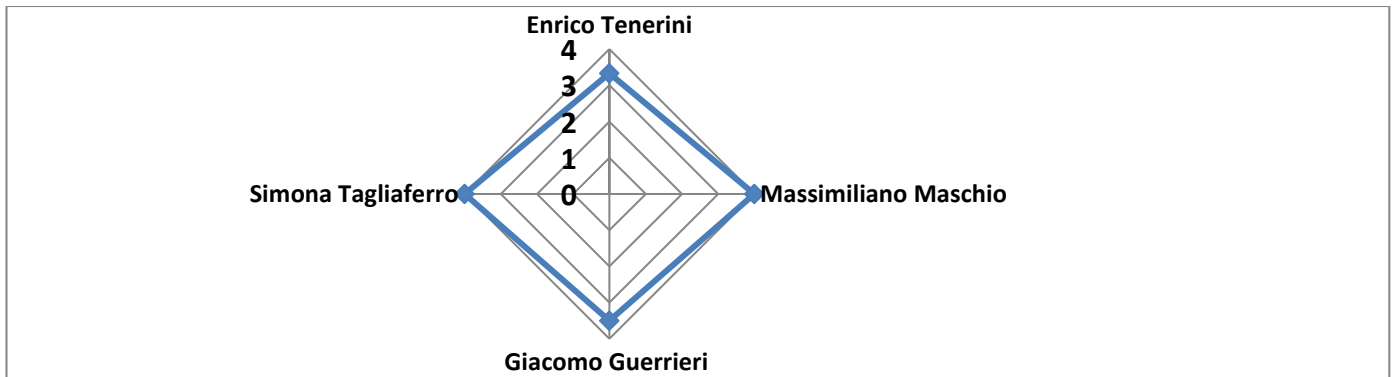 Enrico Tenerini
4
3
2
1
0
Simona Tagliaferro
Massimiliano Maschio
Giacomo Guerrieri